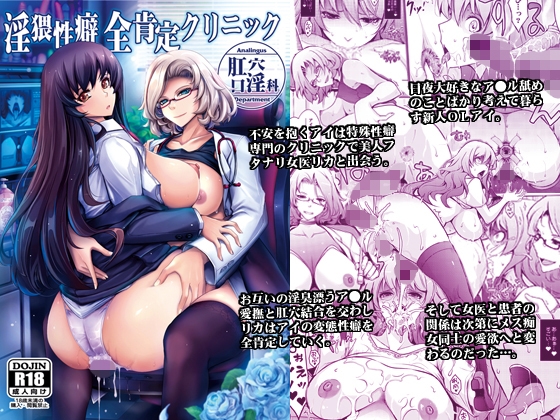 淫猥性癖全肯定クリニック
Analingus
肛穴
口淫科
Department
日夜大好きなア●ル舐め
のことばかり考えて暮ら
す新人OLアイ。
不安を抱くアイは特殊性癖
専門のクリニックで美人フ
タナリ女医リカと出会う。
お互いの淫臭漂うア●ル
愛撫と肛穴結合を交わし
リカはアイの変態性癖を
全肯定していく。
そして女医と患者の
関係は次第にメス痴
女同士の愛欲へと変
わるのだった…。
DOJIN
R18
成人向け